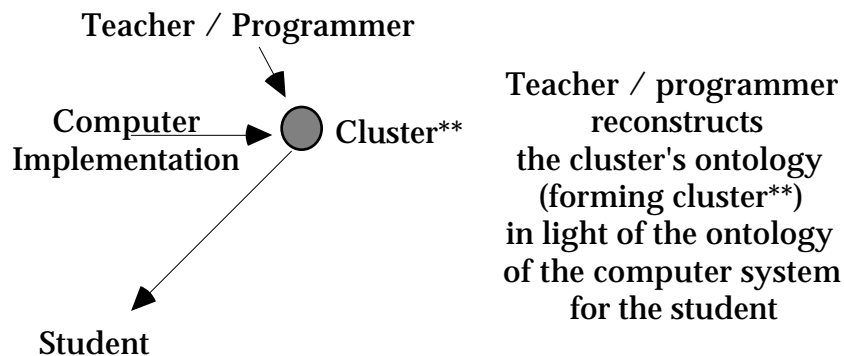 Teacher / Programmer
Computer
Implementation
Cluster**
Student
Teacher / programmer
reconstructs
the cluster's ontology
(forming cluster**)
in light of the ontology
of the computer system
for the student